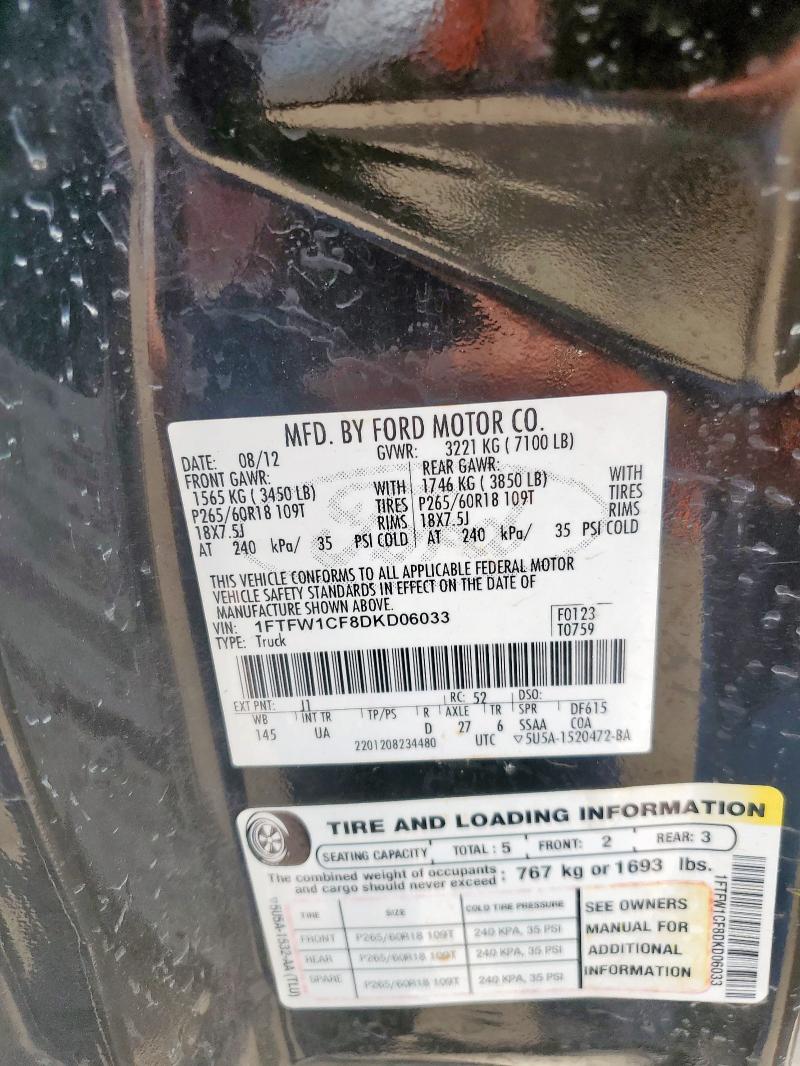 MFD. BY FORD MOTOR CO.
DATE: 08/12 GVWR: 3221 KG ( 7100 LB)
FRONT GAWR: REAR GAWR:
1565 KG ( 3450 LB) WITH 1746 KG ( 3850 LB) WITH
P265/60R18 109T TIRES P265/60R18 109T TIRES
18X7.5J RIMS 18X7.5J RIMS
AT 240 kPa/ 35 PSI COLD AT 240 kPa/ 35 PSI COLD
THIS VEHICLE CONFORMS TO ALL APPLICABLE FEDERAL MOTOR
VEHICLE SAFETY STANDARDS IN EFFECT ON THE DATE OF
MANUFACTURE SHOWN ABOVE.
VIN: 1FTFW1CF8DKD06033 F0123
TYPE: Truck T0759
EXT PNT: J1 RC: 52 DSO:
WB INT TR TP/PS R AXLE TR SPR DF615
145 UA D 27 6 SSAA COA
2201208234480 UTC ▽5U5A-1520472-BA
TIRE AND LOADING INFORMATION
SEATING CAPACITY TOTAL : 5 FRONT: 2 REAR: 3
The combined weight of occupants and cargo should never exceed : 767 kg or 1693 lbs.
TIRE SIZE COLD TIRE PRESSURE
FRONT P265/60R18 109T 240 KPA, 35 PSI
REAR P265/60R18 109T 240 KPA, 35 PSI
SPARE P265/60R18 109T 240 KPA, 35 PSI
SEE OWNERS
MANUAL FOR
ADDITIONAL
INFORMATION
▽5U5A-1532-AA (TLU)
1FTFW1CF8DKD06033